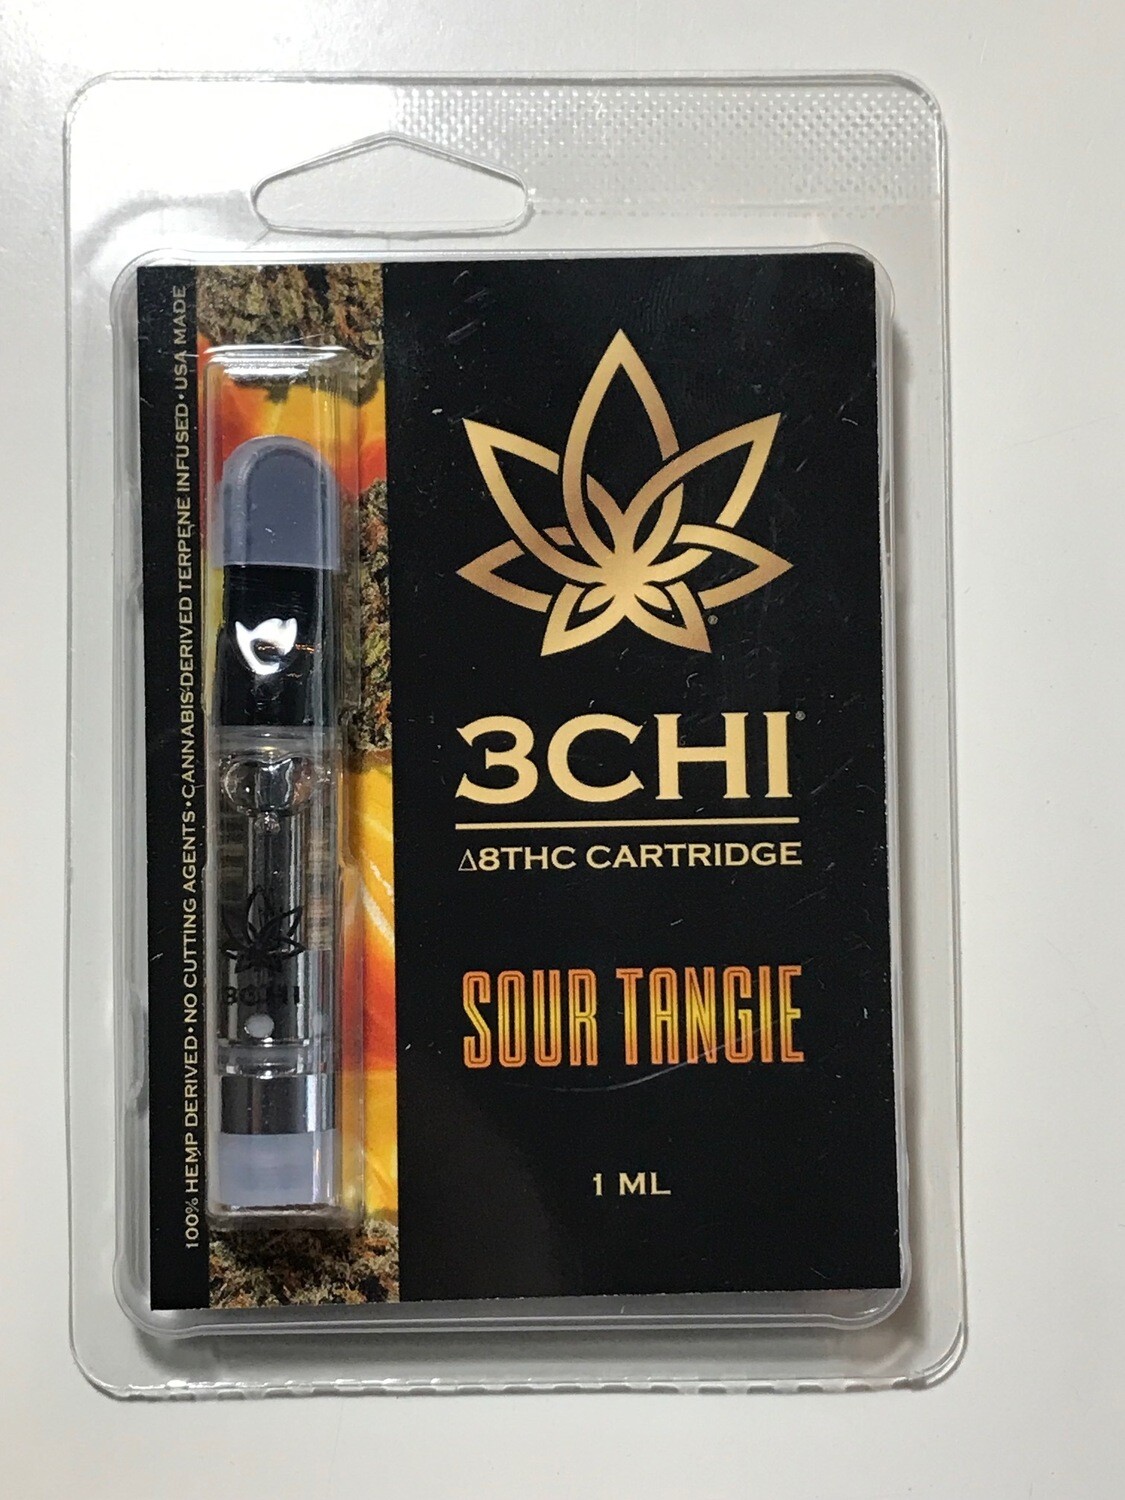 3CHI®
Δ8THC CARTRIDGE
SOUR TANGIE
1 ML
100% HEMP DERIVED • NO CUTTING AGENTS • CANNABIS DERIVED TERPENE INFUSED • USA MADE
3CHI